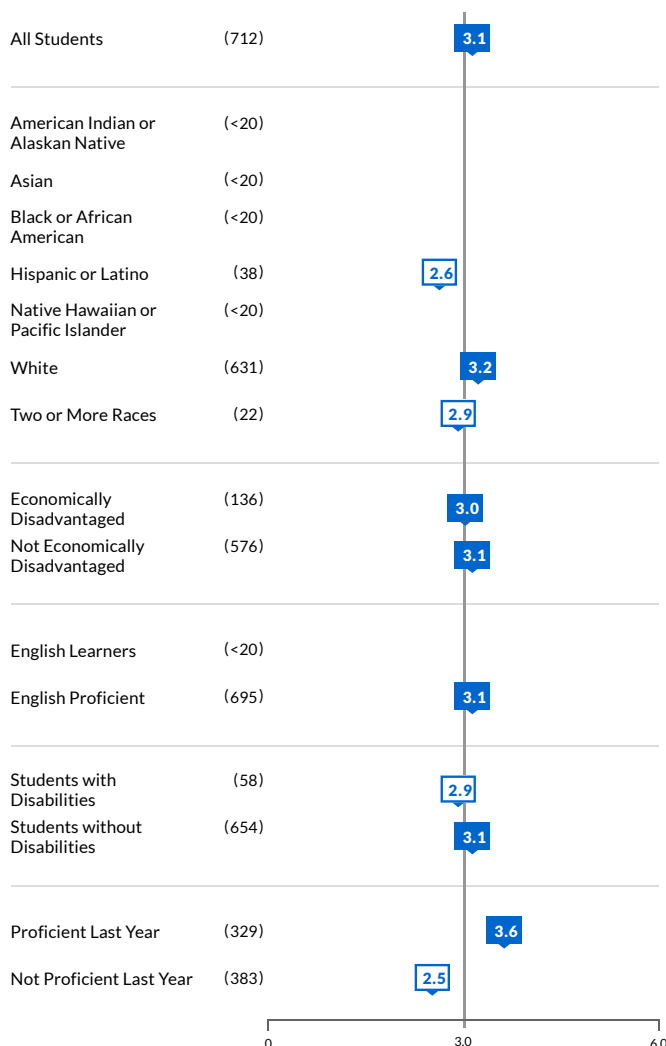 All Students (712) 3.1
American Indian or
Alaskan Native (<20)
Asian (<20)
Black or African
American (<20)
Hispanic or Latino (38) 2.6
Native Hawaiian or
Pacific Islander (<20)
White (631) 3.2
Two or More Races (22) 2.9
Economically
Disadvantaged (136) 3.0
Not Economically
Disadvantaged (576) 3.1
English Learners (<20)
English Proficient (695) 3.1
Students with
Disabilities (58) 2.9
Students without
Disabilities (654) 3.1
Proficient Last Year (329) 3.6
Not Proficient Last Year (383) 2.5
0 3.0 6.0